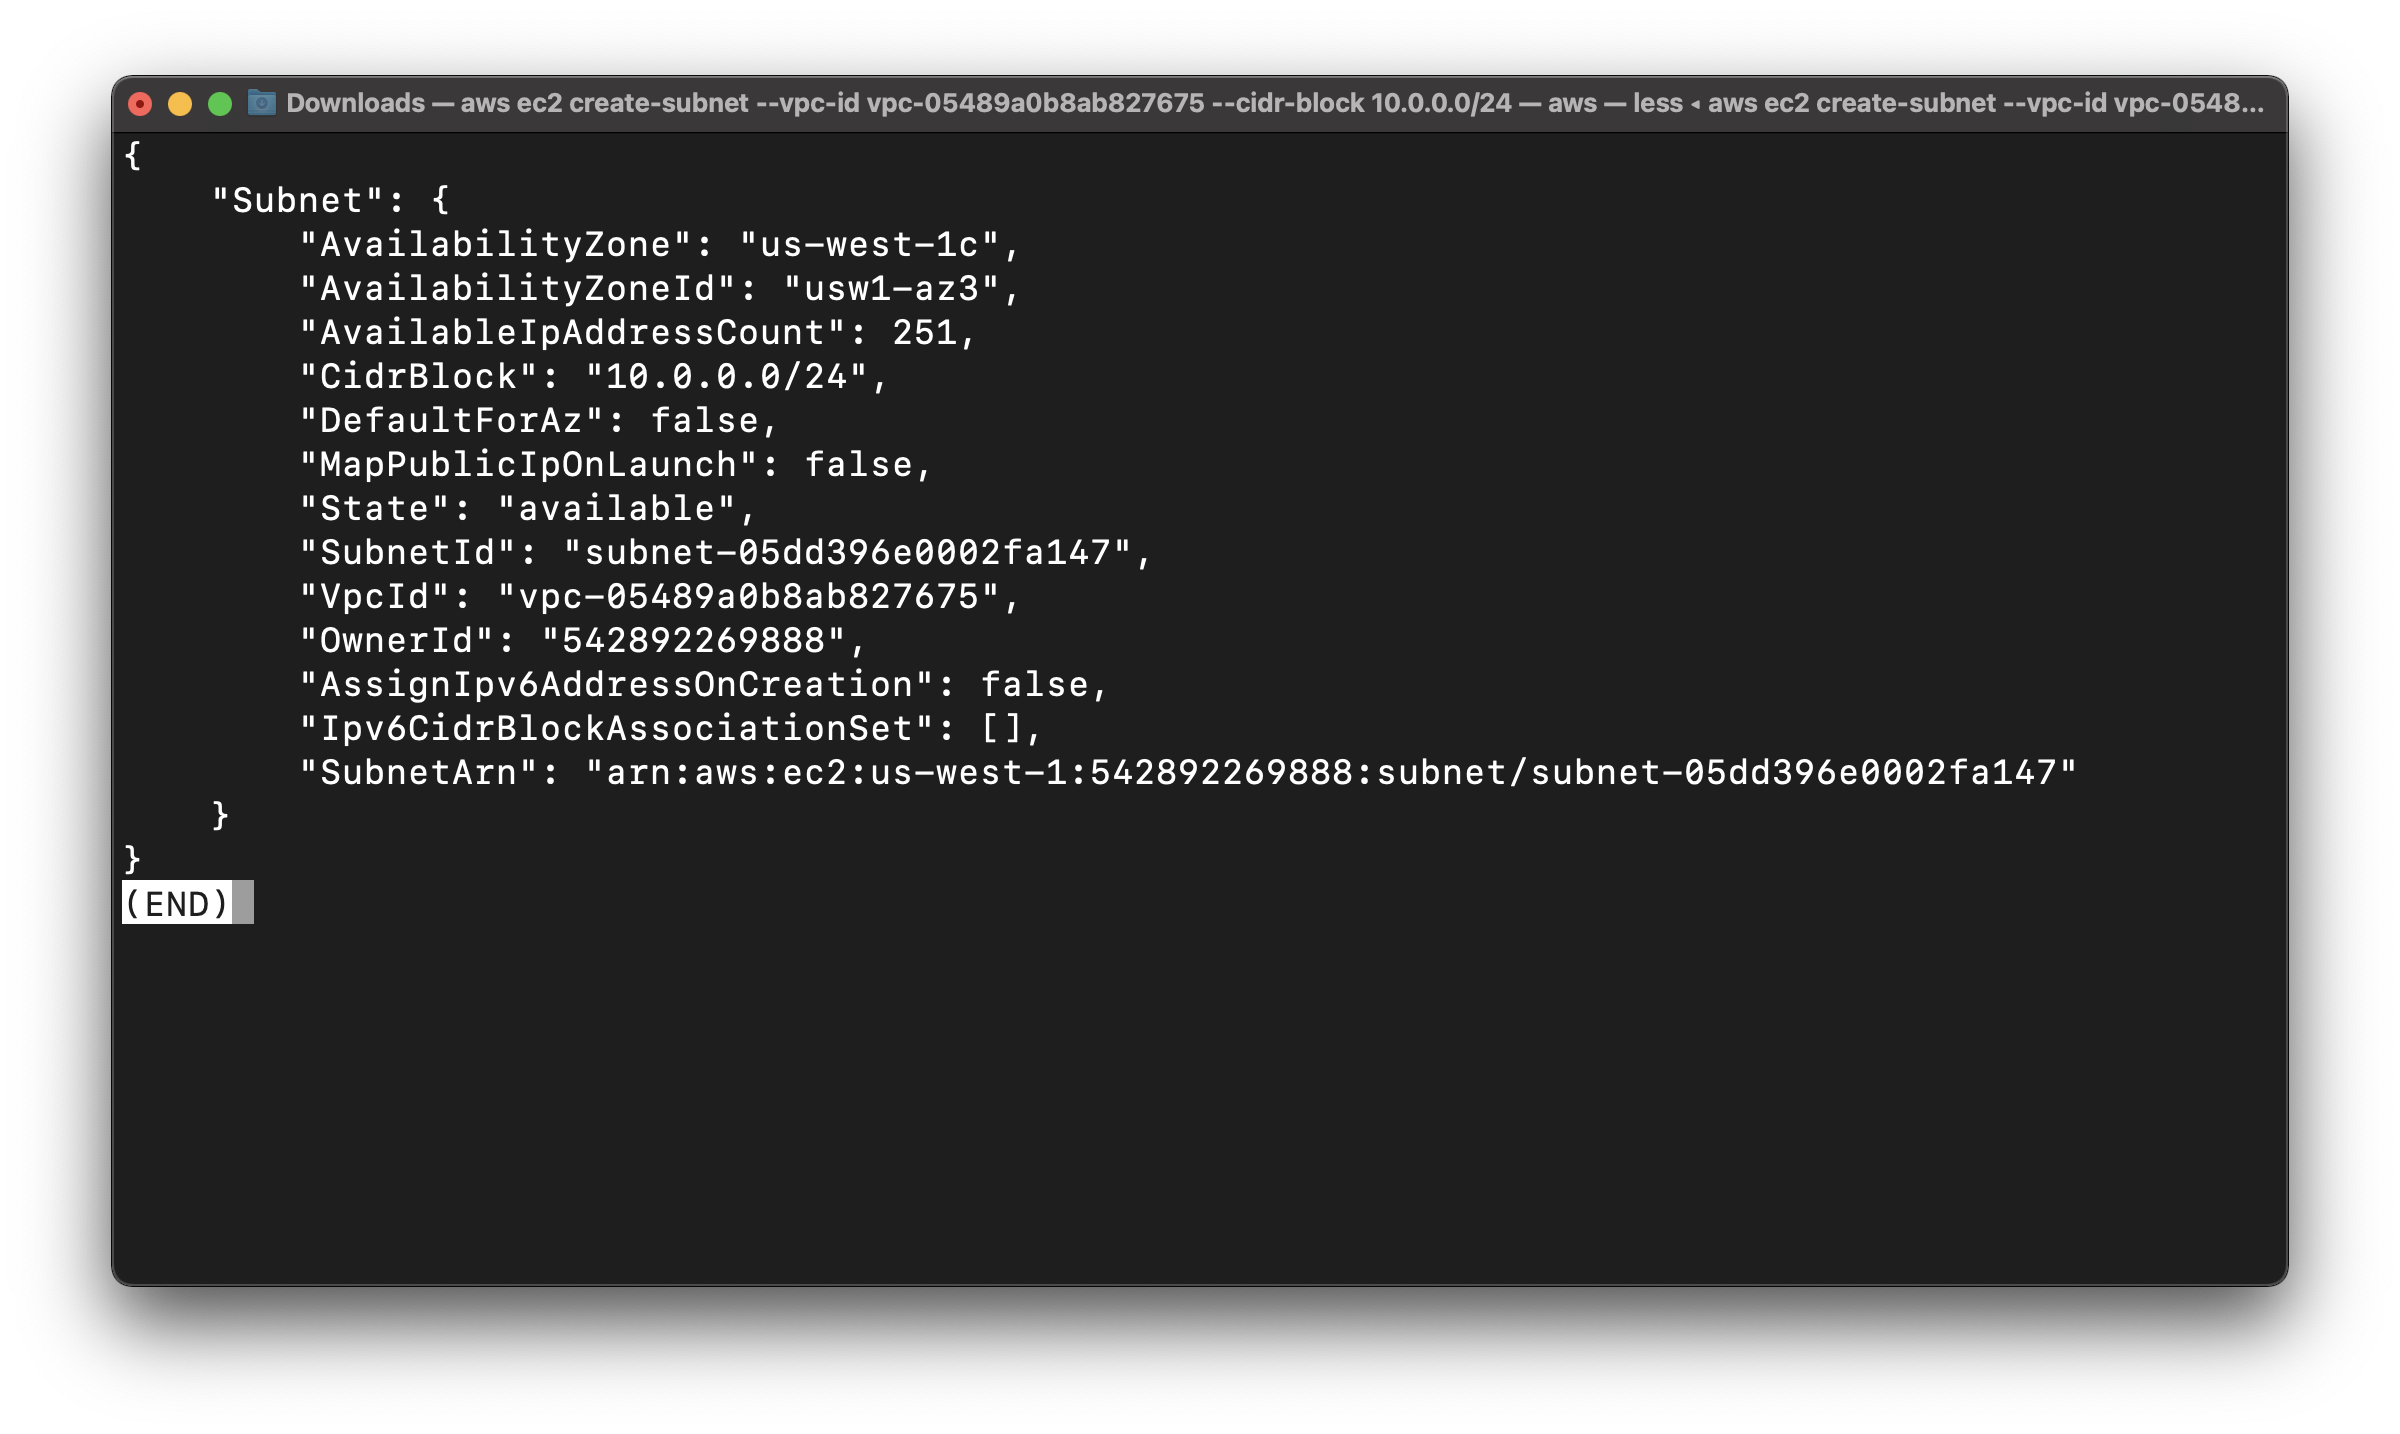 Downloads — aws ec2 create-subnet --vpc-id vpc-05489a0b8ab827675 --cidr-block 10.0.0.0/24 — aws — less ◂ aws ec2 create-subnet --vpc-id vpc-0548...
{
    "Subnet": {
        "AvailabilityZone": "us-west-1c",
        "AvailabilityZoneId": "usw1-az3",
        "AvailableIpAddressCount": 251,
        "CidrBlock": "10.0.0.0/24",
        "DefaultForAz": false,
        "MapPublicIpOnLaunch": false,
        "State": "available",
        "SubnetId": "subnet-05dd396e0002fa147",
        "VpcId": "vpc-05489a0b8ab827675",
        "OwnerId": "542892269888",
        "AssignIpv6AddressOnCreation": false,
        "Ipv6CidrBlockAssociationSet": [],
        "SubnetArn": "arn:aws:ec2:us-west-1:542892269888:subnet/subnet-05dd396e0002fa147"
    }
}
(END)